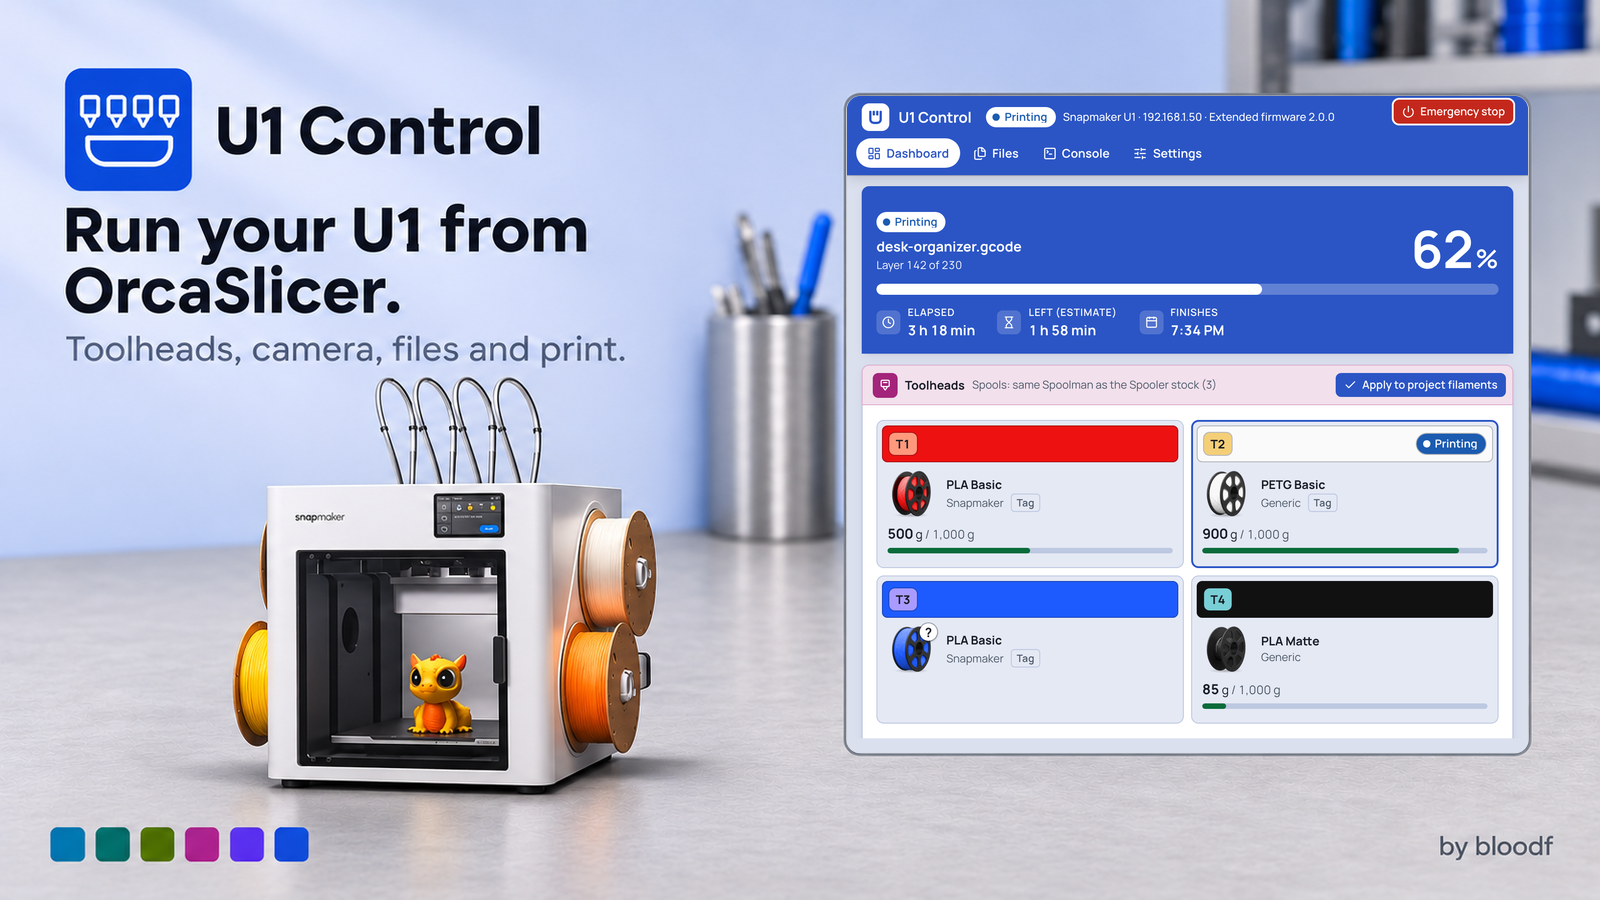 U1 Control
Run your U1 from
OrcaSlicer.
Toolheads, camera, files and print.
snapmaker
U1 Control
Printing
Snapmaker U1 · 192.168.1.50 · Extended firmware 2.0.0
Emergency stop
Dashboard
Files
Console
Settings
Printing
desk-organizer.gcode
Layer 142 of 230
62%
ELAPSED
3 h 18 min
LEFT (ESTIMATE)
1 h 58 min
FINISHES
7:34 PM
Toolheads
Spools: same Spoolman as the Spooler stock (3)
Apply to project filaments
T1
PLA Basic
Snapmaker
Tag
500 g / 1,000 g
T2
Printing
PETG Basic
Generic
Tag
900 g / 1,000 g
T3
?
PLA Basic
Snapmaker
Tag
T4
PLA Matte
Generic
85 g / 1,000 g
by bloodf